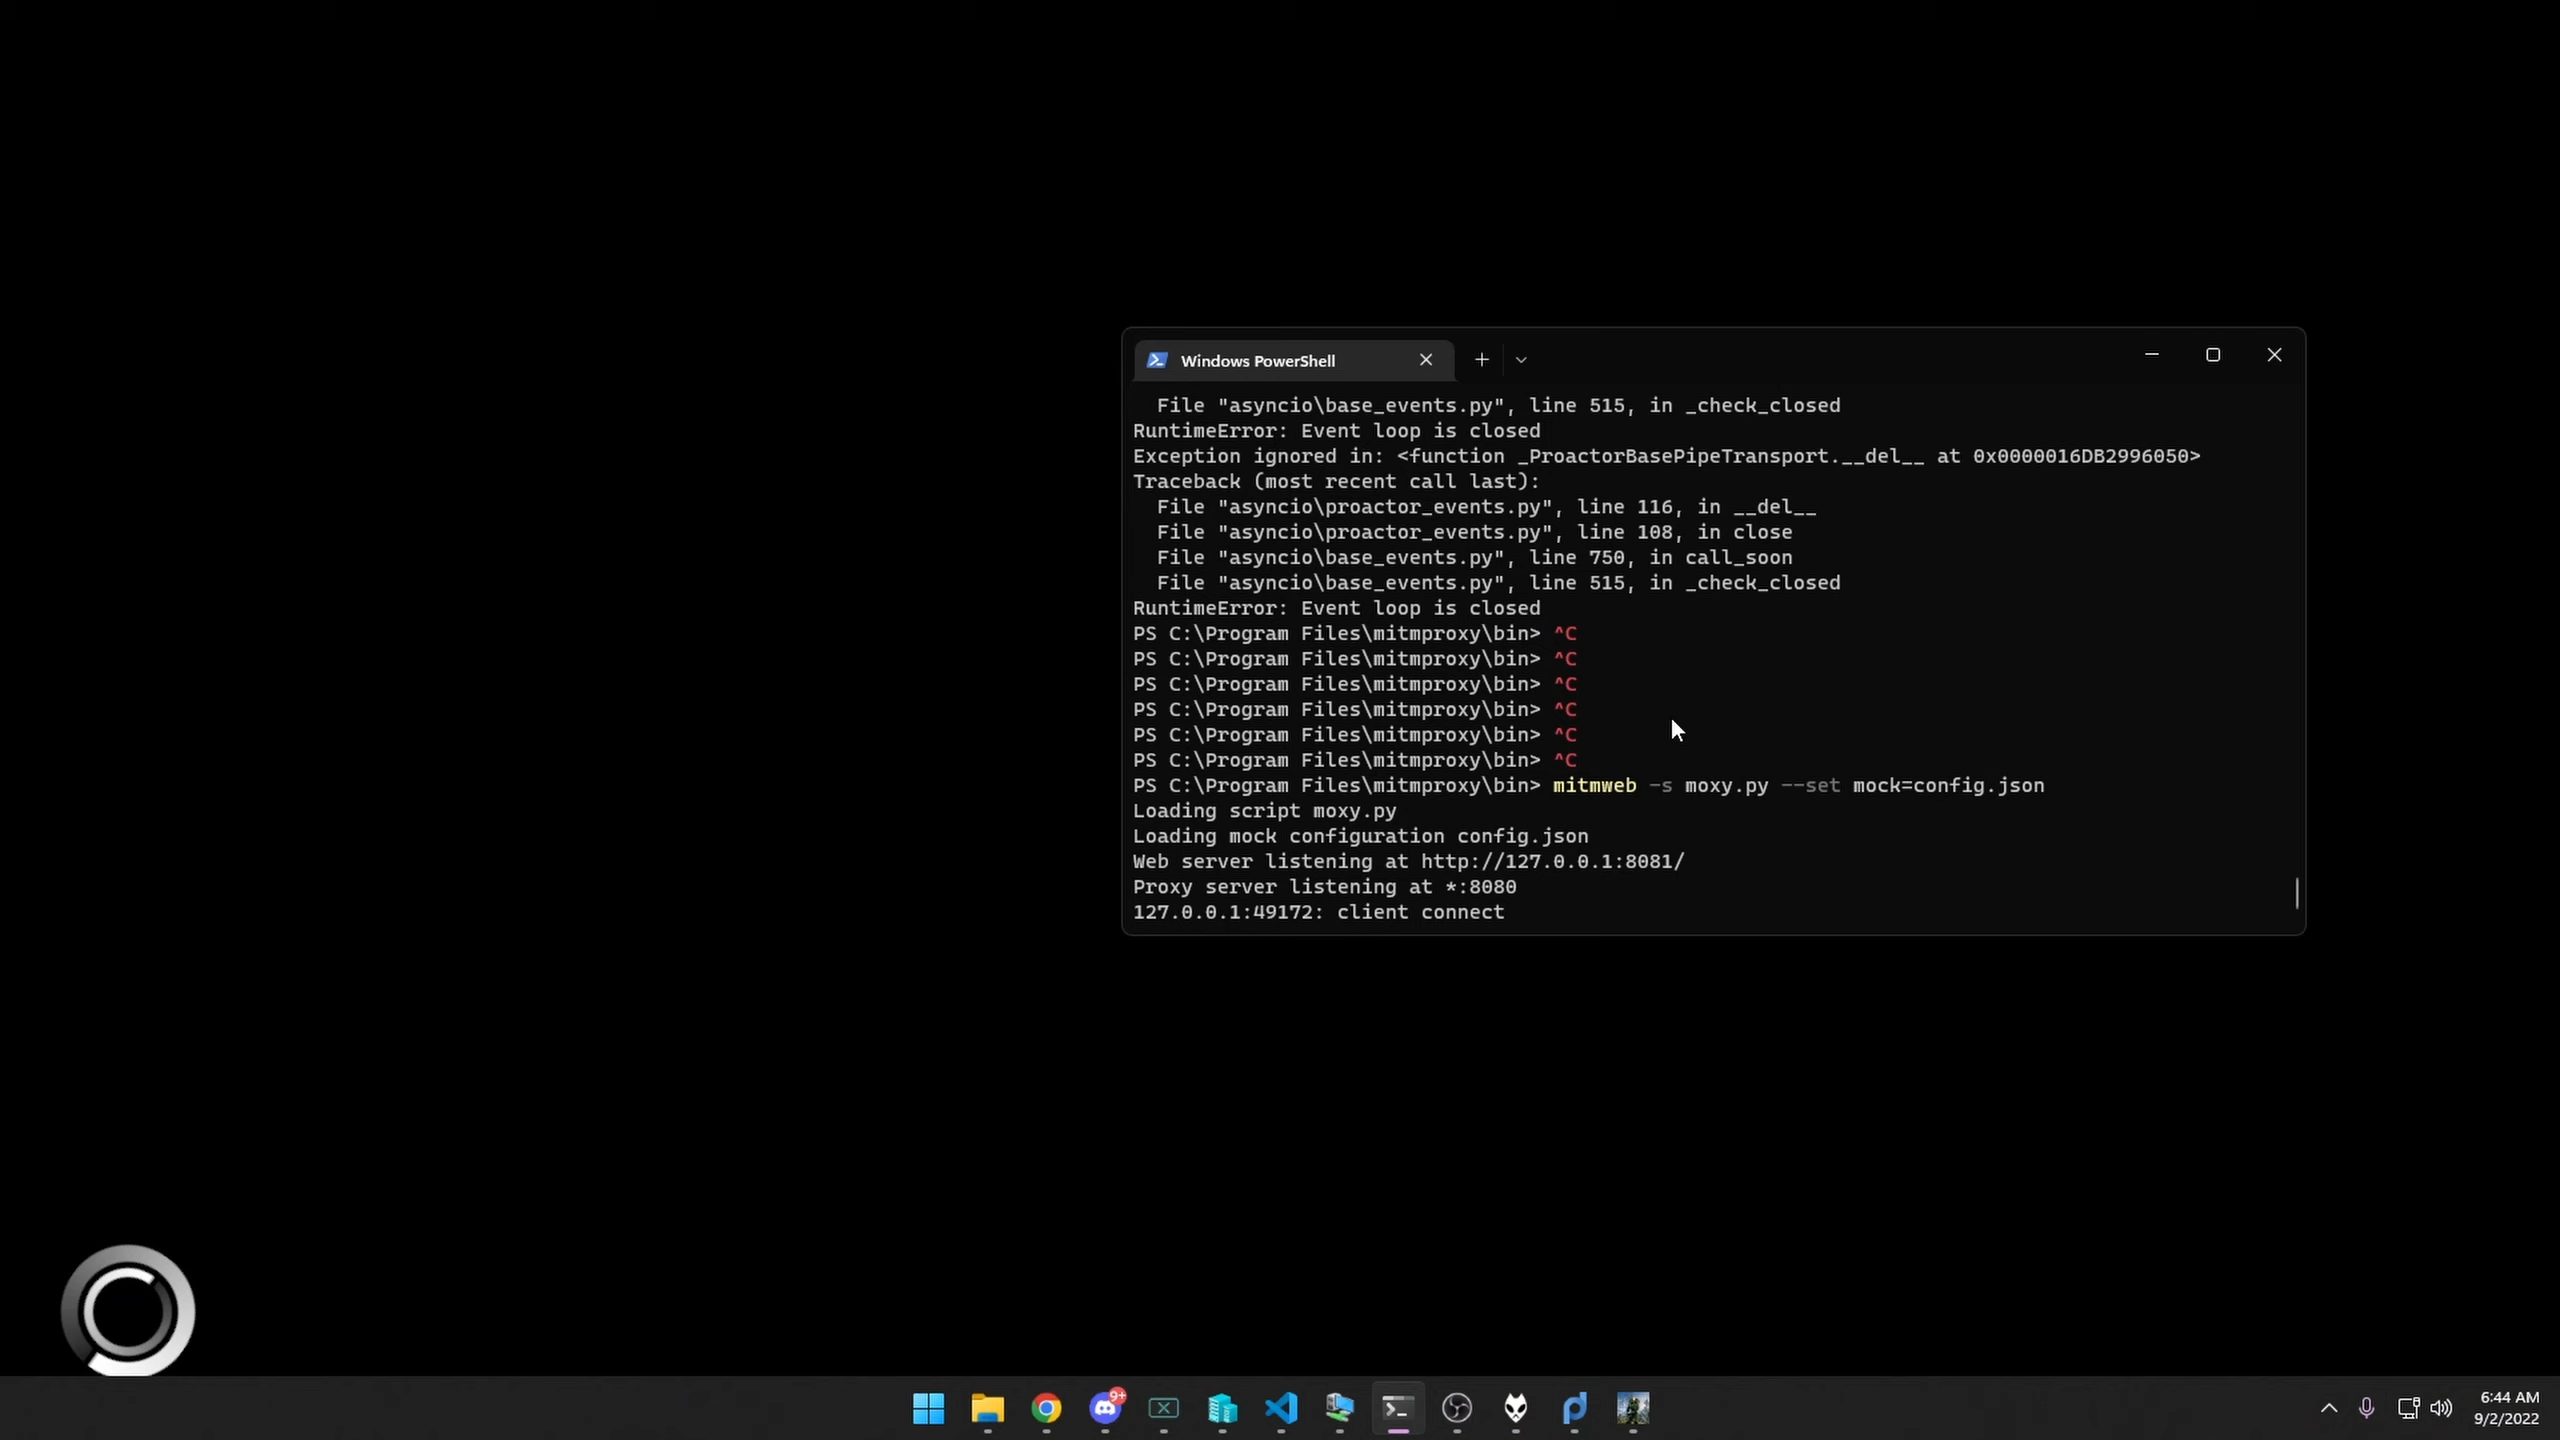 Windows PowerShell
File "asyncio\base_events.py", line 515, in _check_closed
RuntimeError: Event loop is closed
Exception ignored in: <function _ProactorBasePipeTransport.__del__ at 0x0000016DB2996050>
Traceback (most recent call last):
File "asyncio\proactor_events.py", line 116, in __del__
File "asyncio\proactor_events.py", line 108, in close
File "asyncio\base_events.py", line 750, in call_soon
File "asyncio\base_events.py", line 515, in _check_closed
RuntimeError: Event loop is closed
PS C:\Program Files\mitmproxy\bin> ^C
PS C:\Program Files\mitmproxy\bin> ^C
PS C:\Program Files\mitmproxy\bin> ^C
PS C:\Program Files\mitmproxy\bin> ^C
PS C:\Program Files\mitmproxy\bin> ^C
PS C:\Program Files\mitmproxy\bin> ^C
PS C:\Program Files\mitmproxy\bin> mitmweb -s moxy.py --set mock=config.json
Loading script moxy.py
Loading mock configuration config.json
Web server listening at http://127.0.0.1:8081/
Proxy server listening at *:8080
127.0.0.1:49172: client connect
9+
6:44 AM
9/2/2022